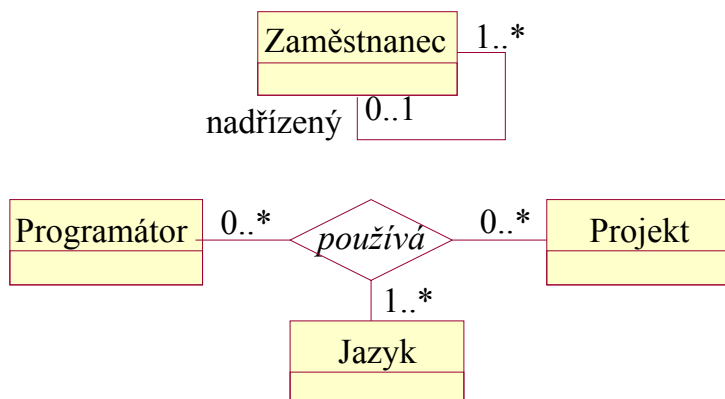 Zaměstnanec
1..*
0..1
nadřízený
Programátor
0..*
používá
0..*
Projekt
1..*
Jazyk